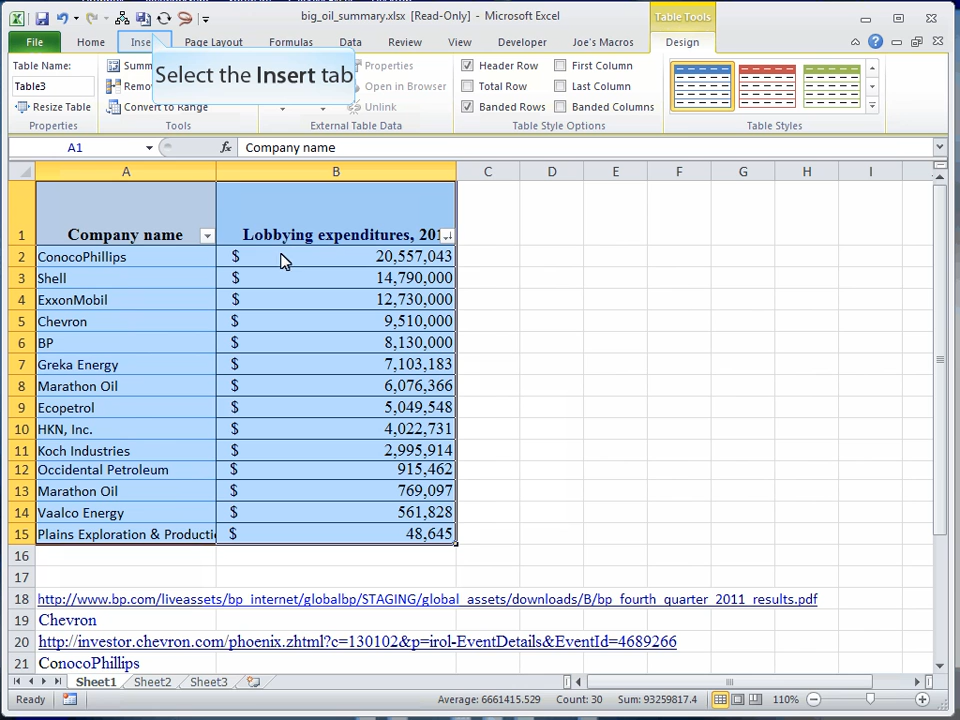 big_oil_summary.xlsx [Read-Only] - Microsoft Excel
Table Tools
File Home Inse Page Layout Formulas Data Review View Developer Joe's Macros Design
Select the Insert tab
Table Name:
Table3
Resize Table
Properties
Summ
Remo
Convert to Range
Tools
Properties
Open in Browser
Unlink
External Table Data
Header Row First Column
Total Row Last Column
Banded Rows Banded Columns
Table Style Options
Table Styles
A1 fx Company name
A B C D E F G H I
1 Company name Lobbying expenditures, 201
2 ConocoPhillips $ 20,557,043
3 Shell $ 14,790,000
4 ExxonMobil $ 12,730,000
5 Chevron $ 9,510,000
6 BP $ 8,130,000
7 Greka Energy $ 7,103,183
8 Marathon Oil $ 6,076,366
9 Ecopetrol $ 5,049,548
10 HKN, Inc. $ 4,022,731
11 Koch Industries $ 2,995,914
12 Occidental Petroleum $ 915,462
13 Marathon Oil $ 769,097
14 Vaalco Energy $ 561,828
15 Plains Exploration & Productio $ 48,645
16
17
18 http://www.bp.com/liveassets/bp_internet/globalbp/STAGING/global_assets/downloads/B/bp_fourth_quarter_2011_results.pdf
19 Chevron
20 http://investor.chevron.com/phoenix.zhtml?c=130102&p=irol-EventDetails&EventId=4689266
21 ConocoPhillips
Sheet1 Sheet2 Sheet3
Ready Average: 6661415.529 Count: 30 Sum: 93259817.4 110%